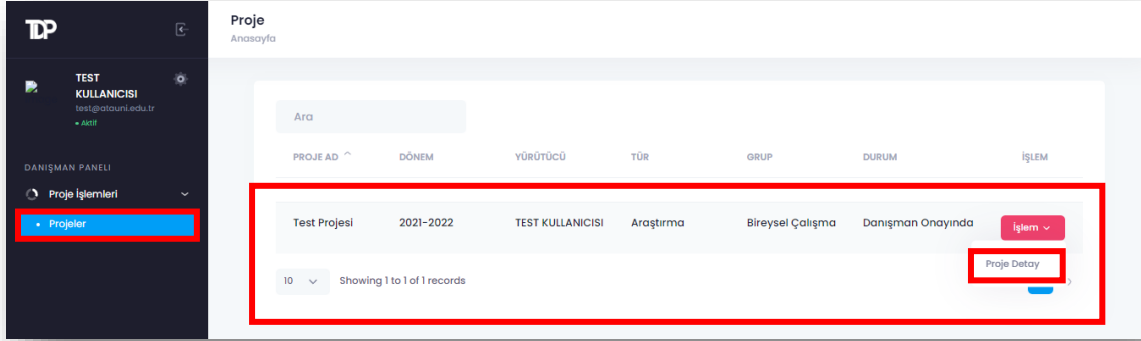 TDP
Proje
Anasayfa
TEST
KULLANICISI
test@atauni.edu.tr
Aktif
DANIŞMAN PANELI
Proje İşlemleri
Projeler
Ara
PROJE AD DÖNEM YÜRÜTÜCÜ TÜR GRUP DURUM İŞLEM
Test Projesi 2021-2022 TEST KULLANICISI Araştırma Bireysel Çalışma Danışman Onayında İşlem
Proje Detay
10 Showing 1 to 1 of 1 records